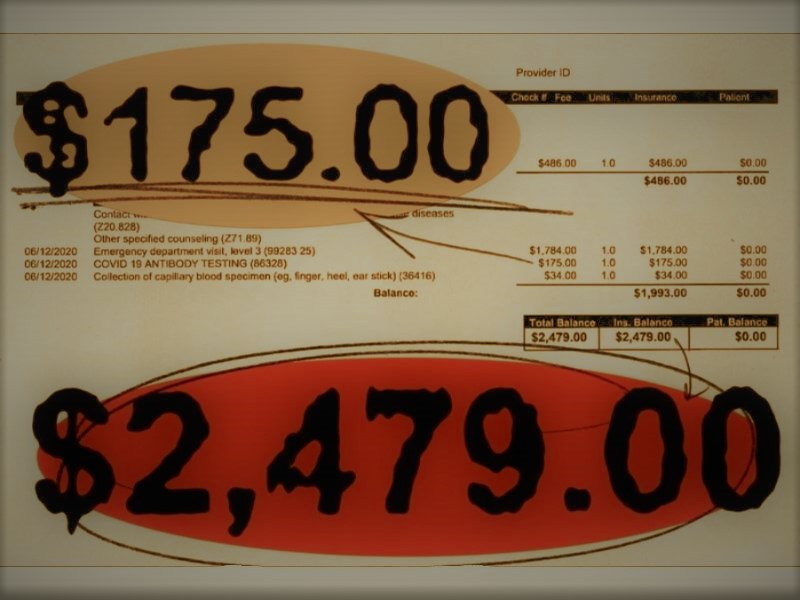 Provider ID
Check # Fee Units Insurance Patient
$175.00
$486.00 1.0 $486.00 $0.00
$486.00 $0.00
Contact diseases
(Z20.828)
Other specified counseling (Z71.89)
06/12/2020 Emergency department visit, level 3 (99283 25) $1,784.00 1.0 $1,784.00 $0.00
06/12/2020 COVID 19 ANTIBODY TESTING (86328) $175.00 1.0 $175.00 $0.00
06/12/2020 Collection of capillary blood specimen (eg, finger, heel, ear stick) (36416) $34.00 1.0 $34.00 $0.00
Balance: $1,993.00 $0.00
Total Balance Ins. Balance Pat. Balance
$2,479.00 $2,479.00 $0.00
$2,479.00